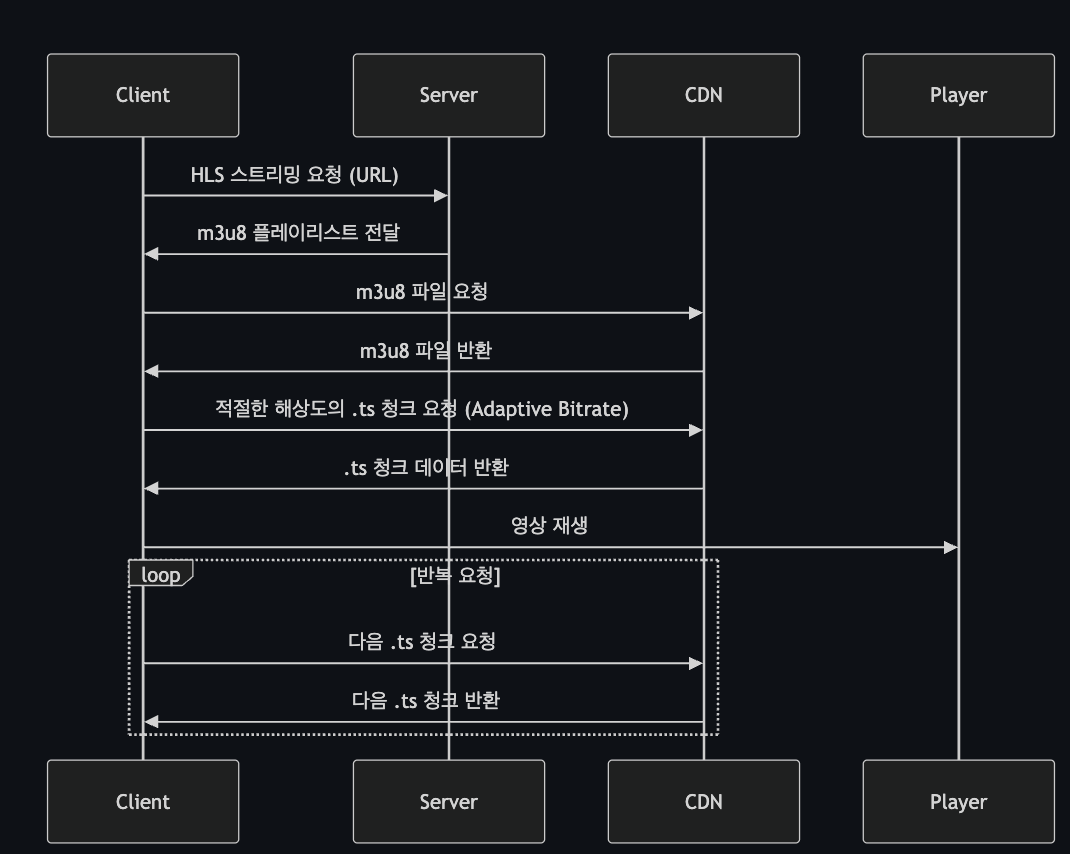 Client
Server
CDN
Player
HLS 스트리밍 요청 (URL)
m3u8 플레이리스트 전달
m3u8 파일 요청
m3u8 파일 반환
적절한 해상도의 .ts 청크 요청 (Adaptive Bitrate)
.ts 청크 데이터 반환
영상 재생
loop
[반복 요청]
다음 .ts 청크 요청
다음 .ts 청크 반환
Client
Server
CDN
Player